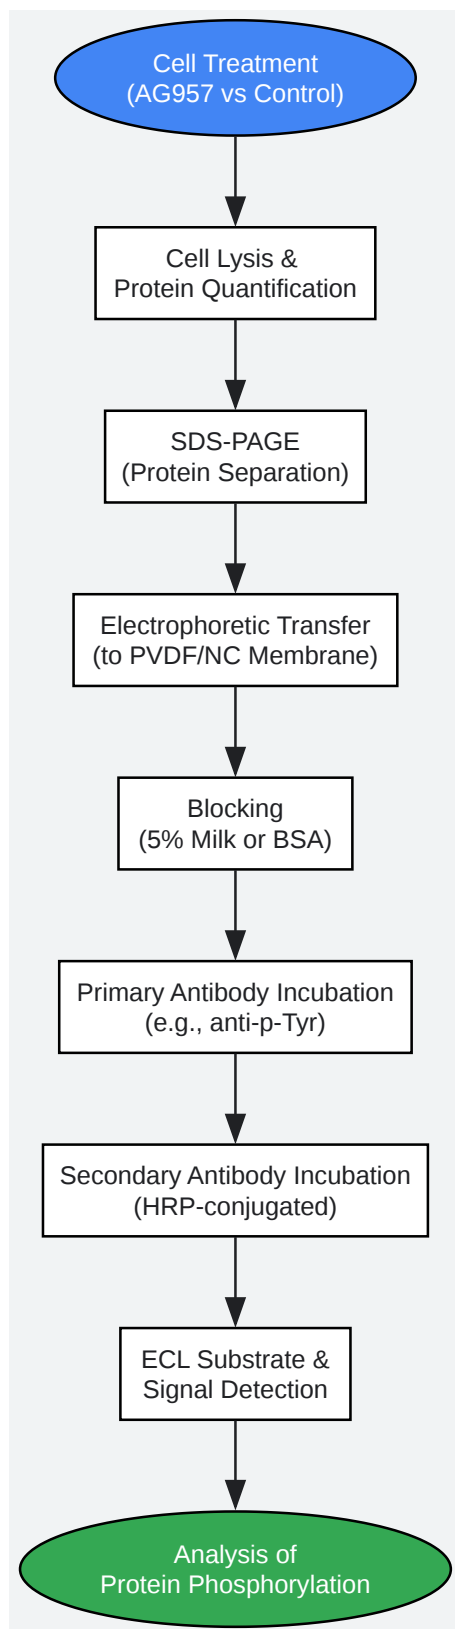 Cell Treatment
(AG957 vs Control)
Cell Lysis &
Protein Quantification
SDS-PAGE
(Protein Separation)
Electrophoretic Transfer
(to PVDF/NC Membrane)
Blocking
(5% Milk or BSA)
Primary Antibody Incubation
(e.g., anti-p-Tyr)
Secondary Antibody Incubation
(HRP-conjugated)
ECL Substrate &
Signal Detection
Analysis of
Protein Phosphorylation